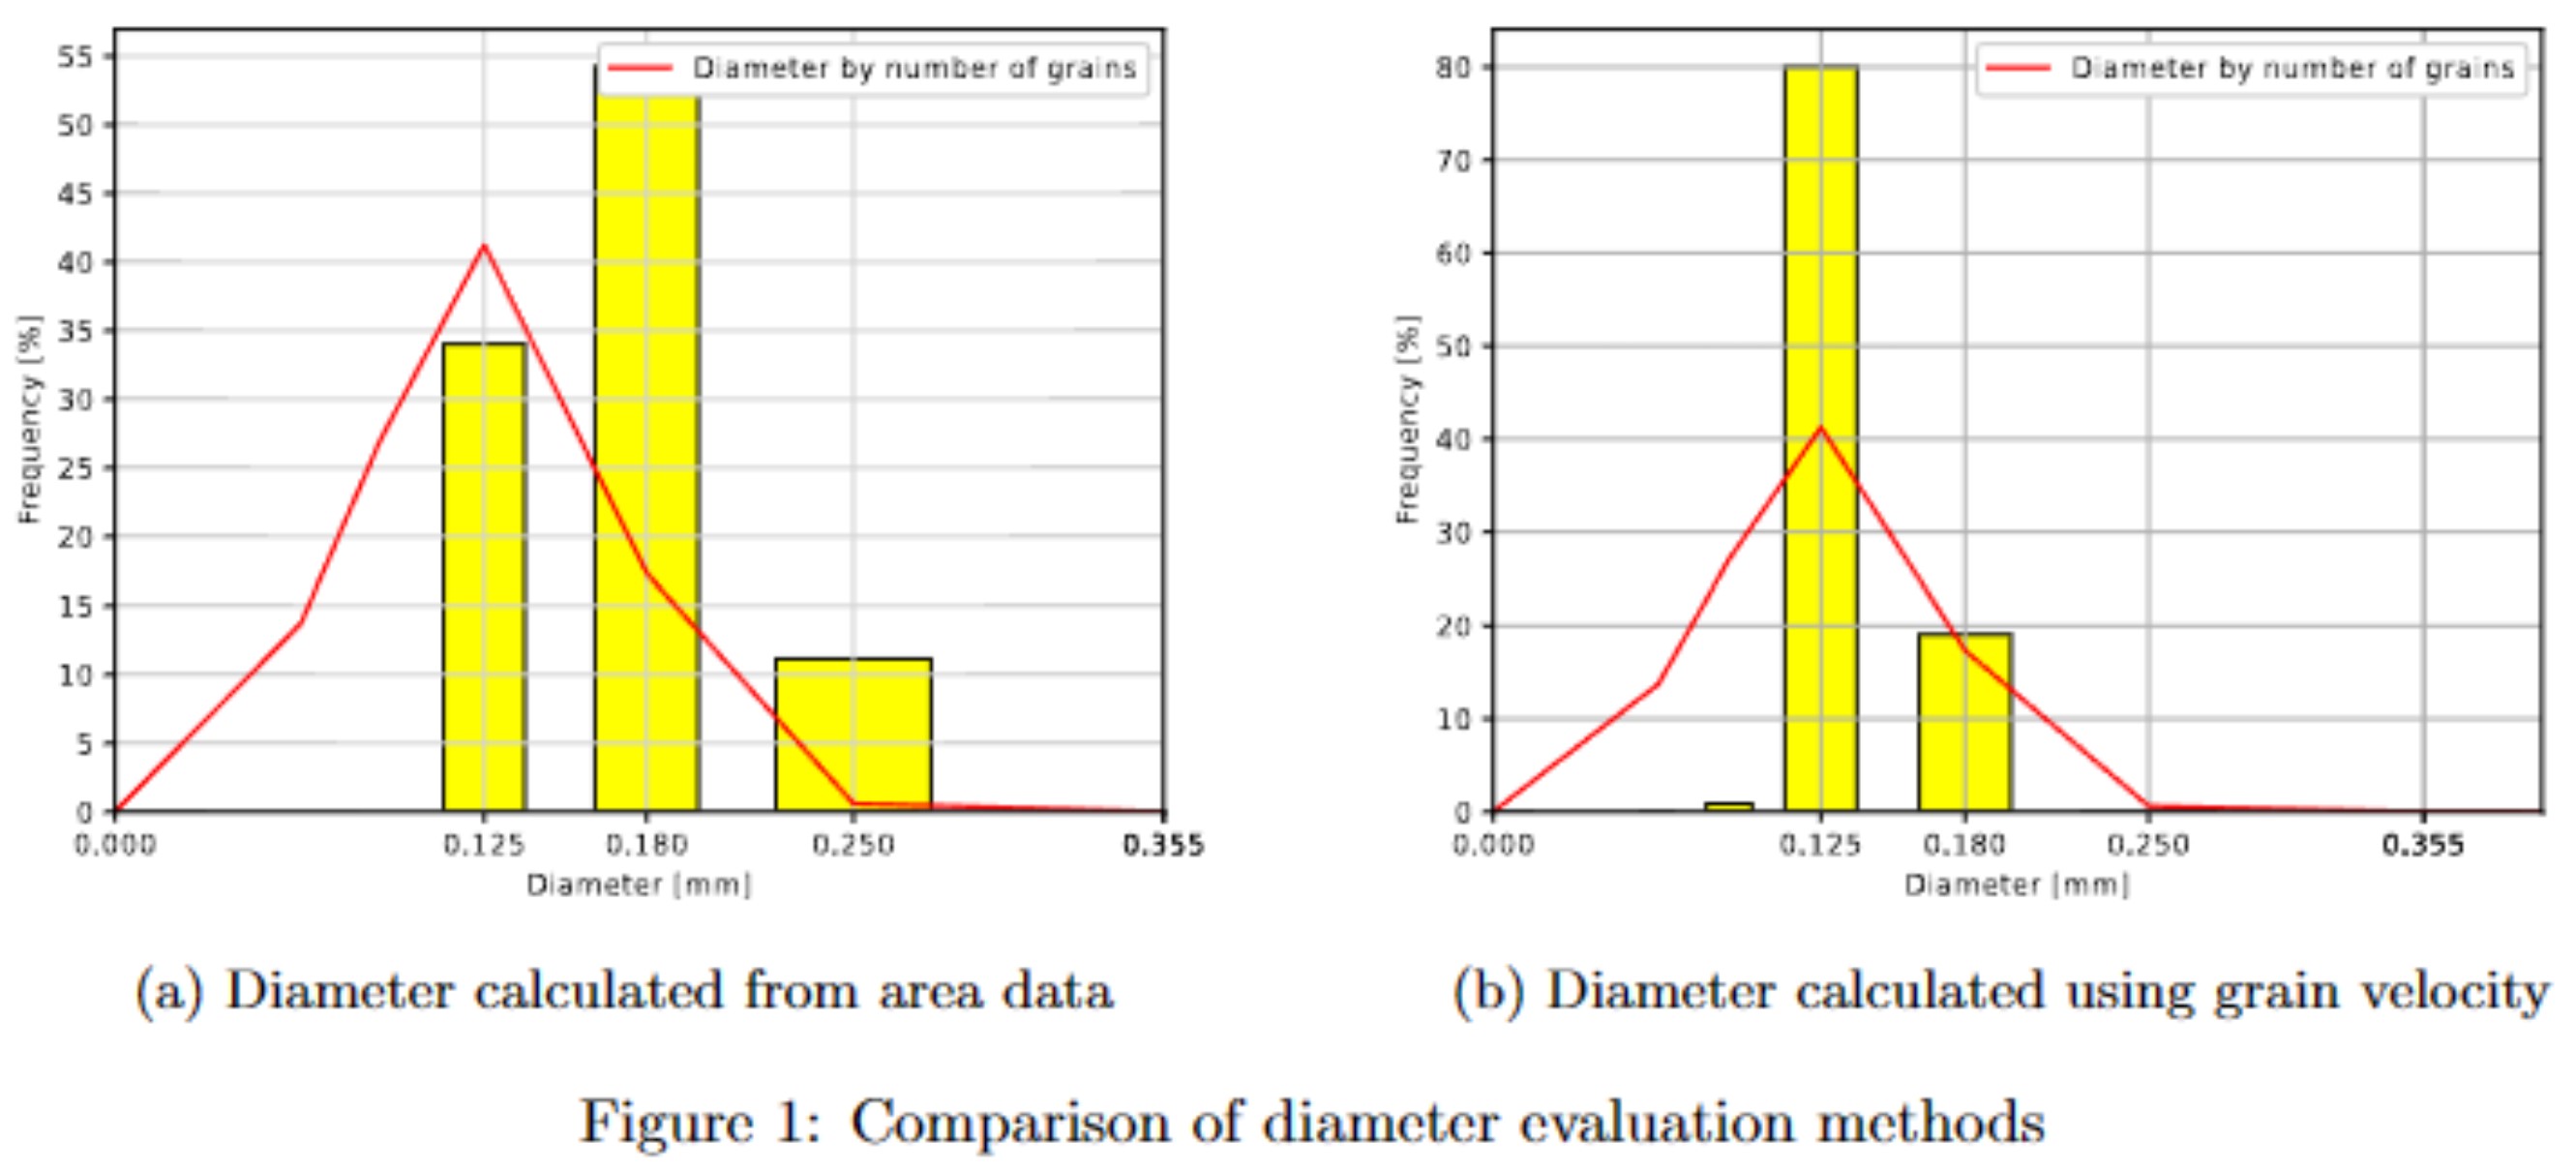 55
50
45
40
35
30
25
20
15
10
5
0
Frequency [%]
Diameter by number of grains
0.000 0.125 0.180 0.250 0.355
Diameter [mm]
(a) Diameter calculated from area data
80
70
60
50
40
30
20
10
0
Frequency [%]
Diameter by number of grains
0.000 0.125 0.180 0.250 0.355
Diameter [mm]
(b) Diameter calculated using grain velocity
Figure 1: Comparison of diameter evaluation methods